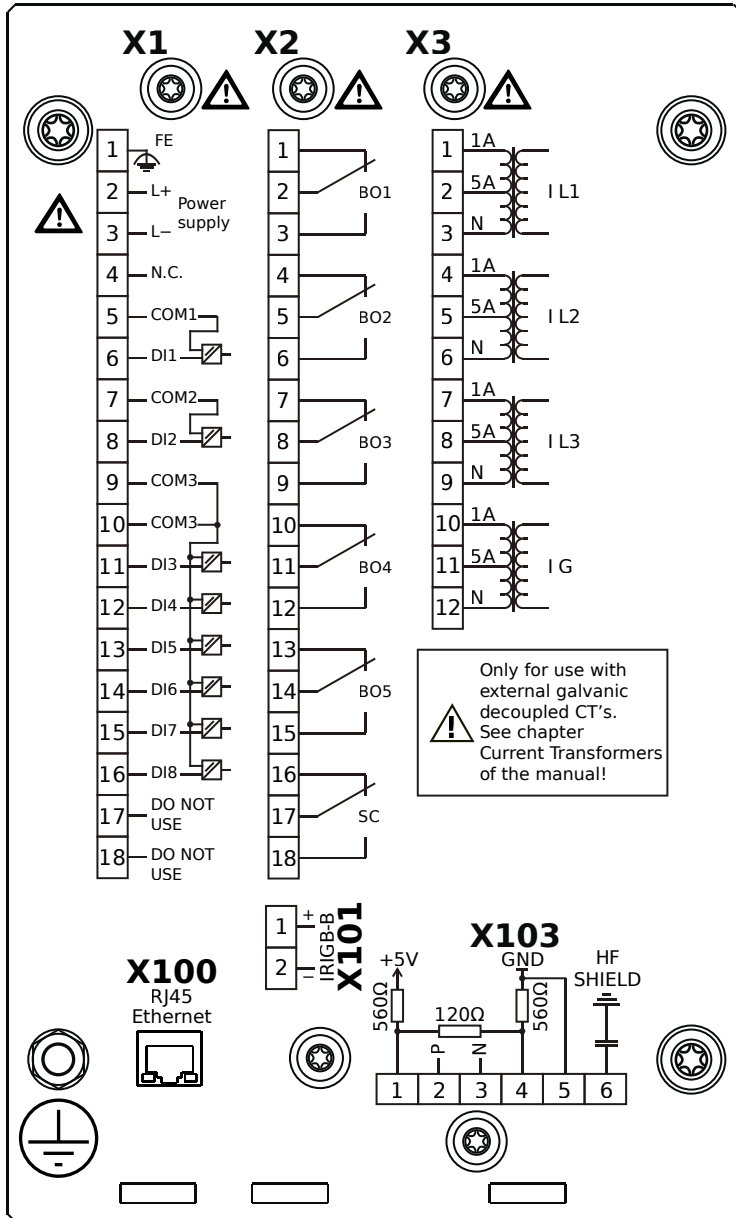 X1
X2
X3
1 FE
2 L+
Power
supply
3 L−
4 N.C.
5 COM1
6 DI1
7 COM2
8 DI2
9 COM3
10 COM3
11 DI3
12 DI4
13 DI5
14 DI6
15 DI7
16 DI8
17 DO NOT
USE
18 DO NOT
USE
1
2 BO1
3
4
5 BO2
6
7
8 BO3
9
10
11 BO4
12
13
14 BO5
15
16
17 SC
18
1 1A
2 5A I L1
3 N
4 1A
5 5A I L2
6 N
7 1A
8 5A I L3
9 N
10 1A
11 5A I G
12 N
Only for use with
external galvanic
decoupled CT's.
See chapter
Current Transformers
of the manual!
1 +
2 −
IRIGB-B
X101
X100
RJ45
Ethernet
X103
+5V
GND
HF
SHIELD
560Ω
120Ω
560Ω
P
N
1 2 3 4 5 6